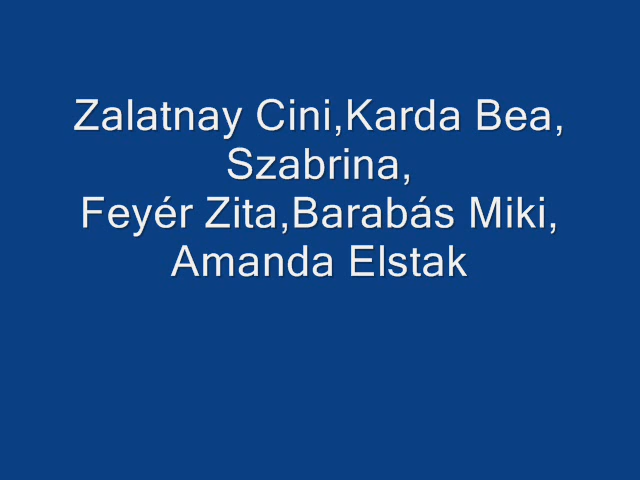 Zalatnay Cini,Karda Bea,
Szabrina,
Feyér Zita,Barabás Miki,
Amanda Elstak